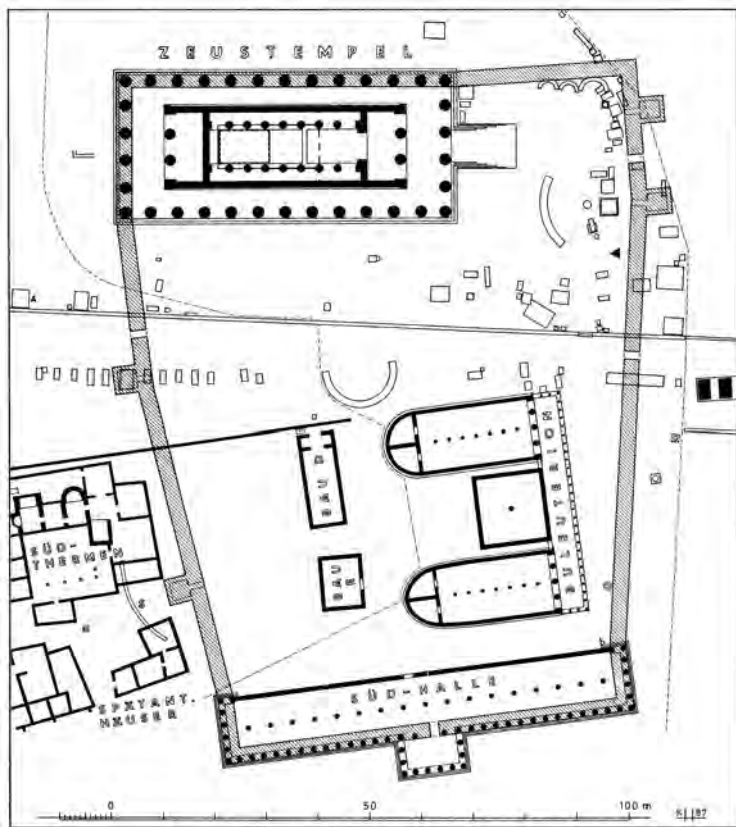 ZEUSTEMPEL
A
BULEUTERION
BAU
BAU
SÜD-
THERMEN
SÜD-HALLE
SPÄTANT.
HÄUSER
0 50 100 m